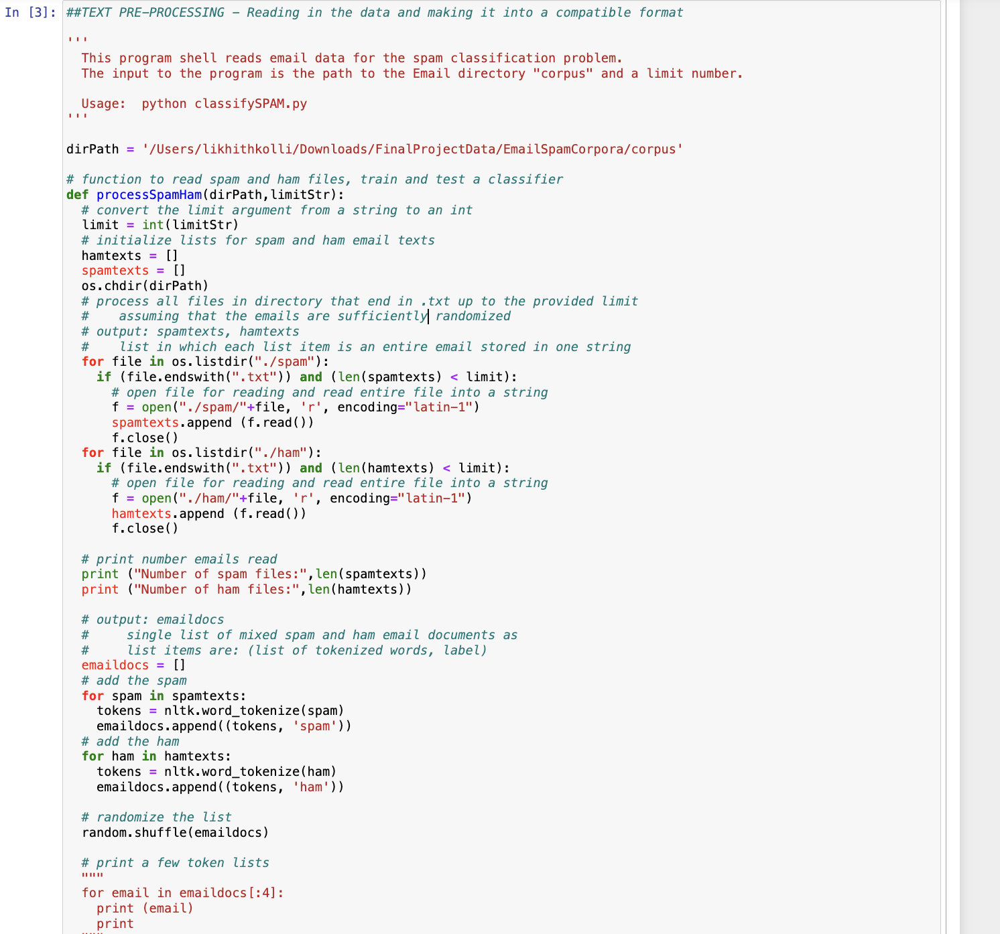 In [3]: ##TEXT PRE-PROCESSING - Reading in the data and making it into a compatible format
'''
  This program shell reads email data for the spam classification problem.
  The input to the program is the path to the Email directory "corpus" and a limit number.
  Usage:  python classifySPAM.py
'''
dirPath = '/Users/likhithkolli/Downloads/FinalProjectData/EmailSpamCorpora/corpus'
# function to read spam and ham files, train and test a classifier
def processSpamHam(dirPath,limitStr):
  # convert the limit argument from a string to an int
  limit = int(limitStr)
  # initialize lists for spam and ham email texts
  hamtexts = []
  spamtexts = []
  os.chdir(dirPath)
  # process all files in directory that end in .txt up to the provided limit
  #    assuming that the emails are sufficiently randomized
  # output: spamtexts, hamtexts
  #    list in which each list item is an entire email stored in one string
  for file in os.listdir("./spam"):
    if (file.endswith(".txt")) and (len(spamtexts) < limit):
      # open file for reading and read entire file into a string
      f = open("./spam/"+file, 'r', encoding="latin-1")
      spamtexts.append (f.read())
      f.close()
  for file in os.listdir("./ham"):
    if (file.endswith(".txt")) and (len(hamtexts) < limit):
      # open file for reading and read entire file into a string
      f = open("./ham/"+file, 'r', encoding="latin-1")
      hamtexts.append (f.read())
      f.close()
  # print number emails read
  print ("Number of spam files:",len(spamtexts))
  print ("Number of ham files:",len(hamtexts))
  # output: emaildocs
  #     single list of mixed spam and ham email documents as
  #     list items are: (list of tokenized words, label)
  emaildocs = []
  # add the spam
  for spam in spamtexts:
    tokens = nltk.word_tokenize(spam)
    emaildocs.append((tokens, 'spam'))
  # add the ham
  for ham in hamtexts:
    tokens = nltk.word_tokenize(ham)
    emaildocs.append((tokens, 'ham'))
  # randomize the list
  random.shuffle(emaildocs)
  # print a few token lists
  """
  for email in emaildocs[:4]:
    print (email)
    print
  """